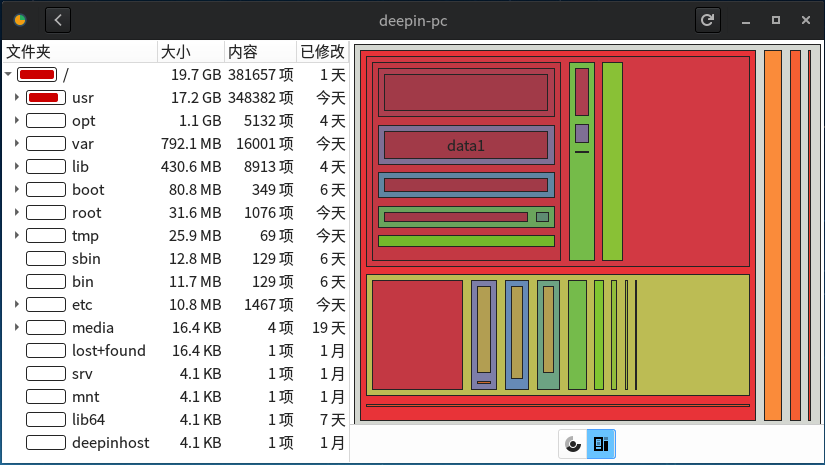 deepin-pc
文件夹 大小 内容 已修改
/ 19.7 GB 381657 项 1 天
usr 17.2 GB 348382 项 今天
opt 1.1 GB 5132 项 4 天
var 792.1 MB 16001 项 今天
lib 430.6 MB 8913 项 4 天
boot 80.8 MB 349 项 6 天
root 31.6 MB 1076 项 今天
tmp 25.9 MB 69 项 今天
sbin 12.8 MB 129 项 6 天
bin 11.7 MB 129 项 6 天
etc 10.8 MB 1467 项 今天
media 16.4 KB 4 项 19 天
lost+found 16.4 KB 1 项 1 月
srv 4.1 KB 1 项 1 月
mnt 4.1 KB 1 项 1 月
lib64 4.1 KB 1 项 7 天
deepinhost 4.1 KB 1 项 1 月
data1